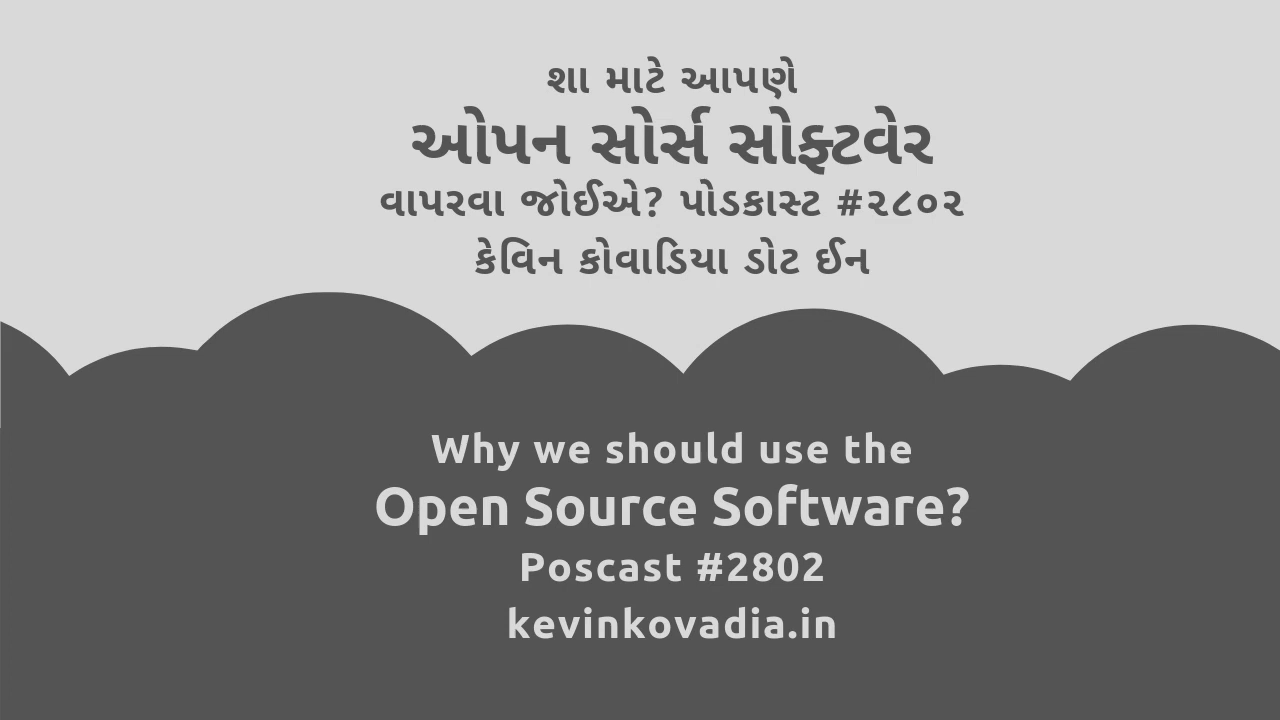 શા માટે આપણે
ઓપન સોર્સ સોફ્ટવેર
વાપરવા જોઈએ? પોડકાસ્ટ #૨૮૦૨
કેવિન કોવાડિયા ડોટ ઈન
Why we should use the
Open Source Software?
Poscast #2802
kevinkovadia.in